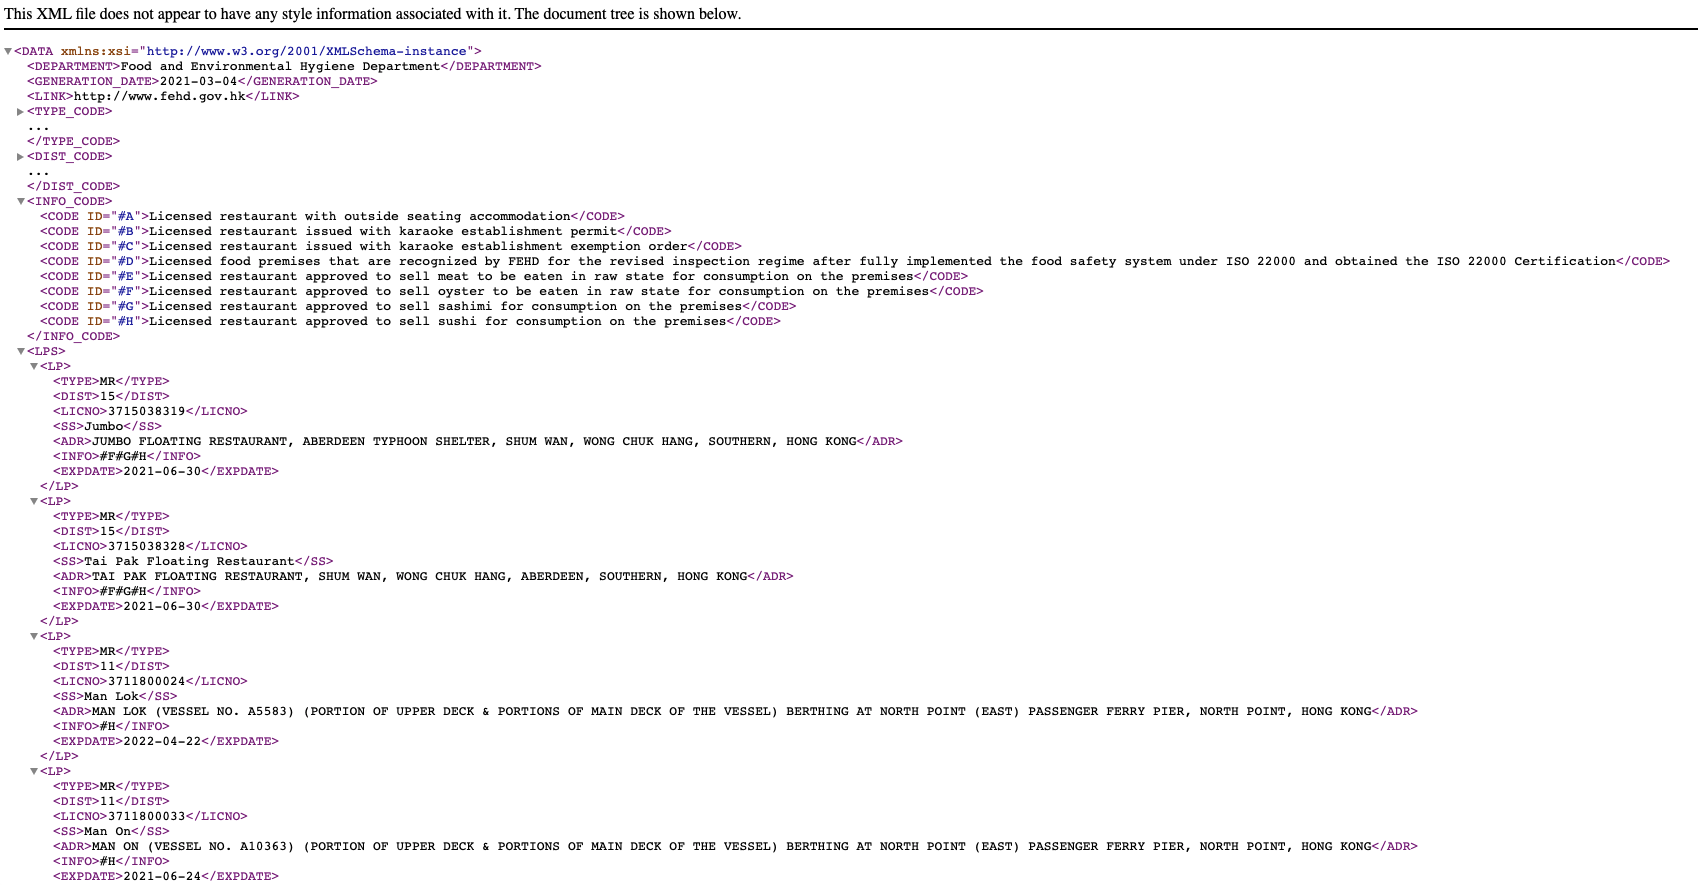 This XML file does not appear to have any style information associated with it. The document tree is shown below.
▼<DATA xmlns:xsi="http://www.w3.org/2001/XMLSchema-instance">
<DEPARTMENT>Food and Environmental Hygiene Department</DEPARTMENT>
<GENERATION_DATE>2021-03-04</GENERATION_DATE>
<LINK>http://www.fehd.gov.hk</LINK>
▶<TYPE_CODE>
...
</TYPE_CODE>
▶<DIST_CODE>
...
</DIST_CODE>
▼<INFO_CODE>
<CODE ID="#A">Licensed restaurant with outside seating accommodation</CODE>
<CODE ID="#B">Licensed restaurant issued with karaoke establishment permit</CODE>
<CODE ID="#C">Licensed restaurant issued with karaoke establishment exemption order</CODE>
<CODE ID="#D">Licensed food premises that are recognized by FEHD for the revised inspection regime after fully implemented the food safety system under ISO 22000 and obtained the ISO 22000 Certification</CODE>
<CODE ID="#E">Licensed restaurant approved to sell meat to be eaten in raw state for consumption on the premises</CODE>
<CODE ID="#F">Licensed restaurant approved to sell oyster to be eaten in raw state for consumption on the premises</CODE>
<CODE ID="#G">Licensed restaurant approved to sell sashimi for consumption on the premises</CODE>
<CODE ID="#H">Licensed restaurant approved to sell sushi for consumption on the premises</CODE>
</INFO_CODE>
▼<LPS>
▼<LP>
<TYPE>MR</TYPE>
<DIST>15</DIST>
<LICNO>3715038319</LICNO>
<SS>Jumbo</SS>
<ADR>JUMBO FLOATING RESTAURANT, ABERDEEN TYPHOON SHELTER, SHUM WAN, WONG CHUK HANG, SOUTHERN, HONG KONG</ADR>
<INFO>#F#G#H</INFO>
<EXPDATE>2021-06-30</EXPDATE>
</LP>
▼<LP>
<TYPE>MR</TYPE>
<DIST>15</DIST>
<LICNO>3715038328</LICNO>
<SS>Tai Pak Floating Restaurant</SS>
<ADR>TAI PAK FLOATING RESTAURANT, SHUM WAN, WONG CHUK HANG, ABERDEEN, SOUTHERN, HONG KONG</ADR>
<INFO>#F#G#H</INFO>
<EXPDATE>2021-06-30</EXPDATE>
</LP>
▼<LP>
<TYPE>MR</TYPE>
<DIST>11</DIST>
<LICNO>3711800024</LICNO>
<SS>Man Lok</SS>
<ADR>MAN LOK (VESSEL NO. A5583) (PORTION OF UPPER DECK & PORTIONS OF MAIN DECK OF THE VESSEL) BERTHING AT NORTH POINT (EAST) PASSENGER FERRY PIER, NORTH POINT, HONG KONG</ADR>
<INFO>#H</INFO>
<EXPDATE>2022-04-22</EXPDATE>
</LP>
▼<LP>
<TYPE>MR</TYPE>
<DIST>11</DIST>
<LICNO>3711800033</LICNO>
<SS>Man On</SS>
<ADR>MAN ON (VESSEL NO. A10363) (PORTION OF UPPER DECK & PORTIONS OF MAIN DECK OF THE VESSEL) BERTHING AT NORTH POINT (EAST) PASSENGER FERRY PIER, NORTH POINT, HONG KONG</ADR>
<INFO>#H</INFO>
<EXPDATE>2021-06-24</EXPDATE>